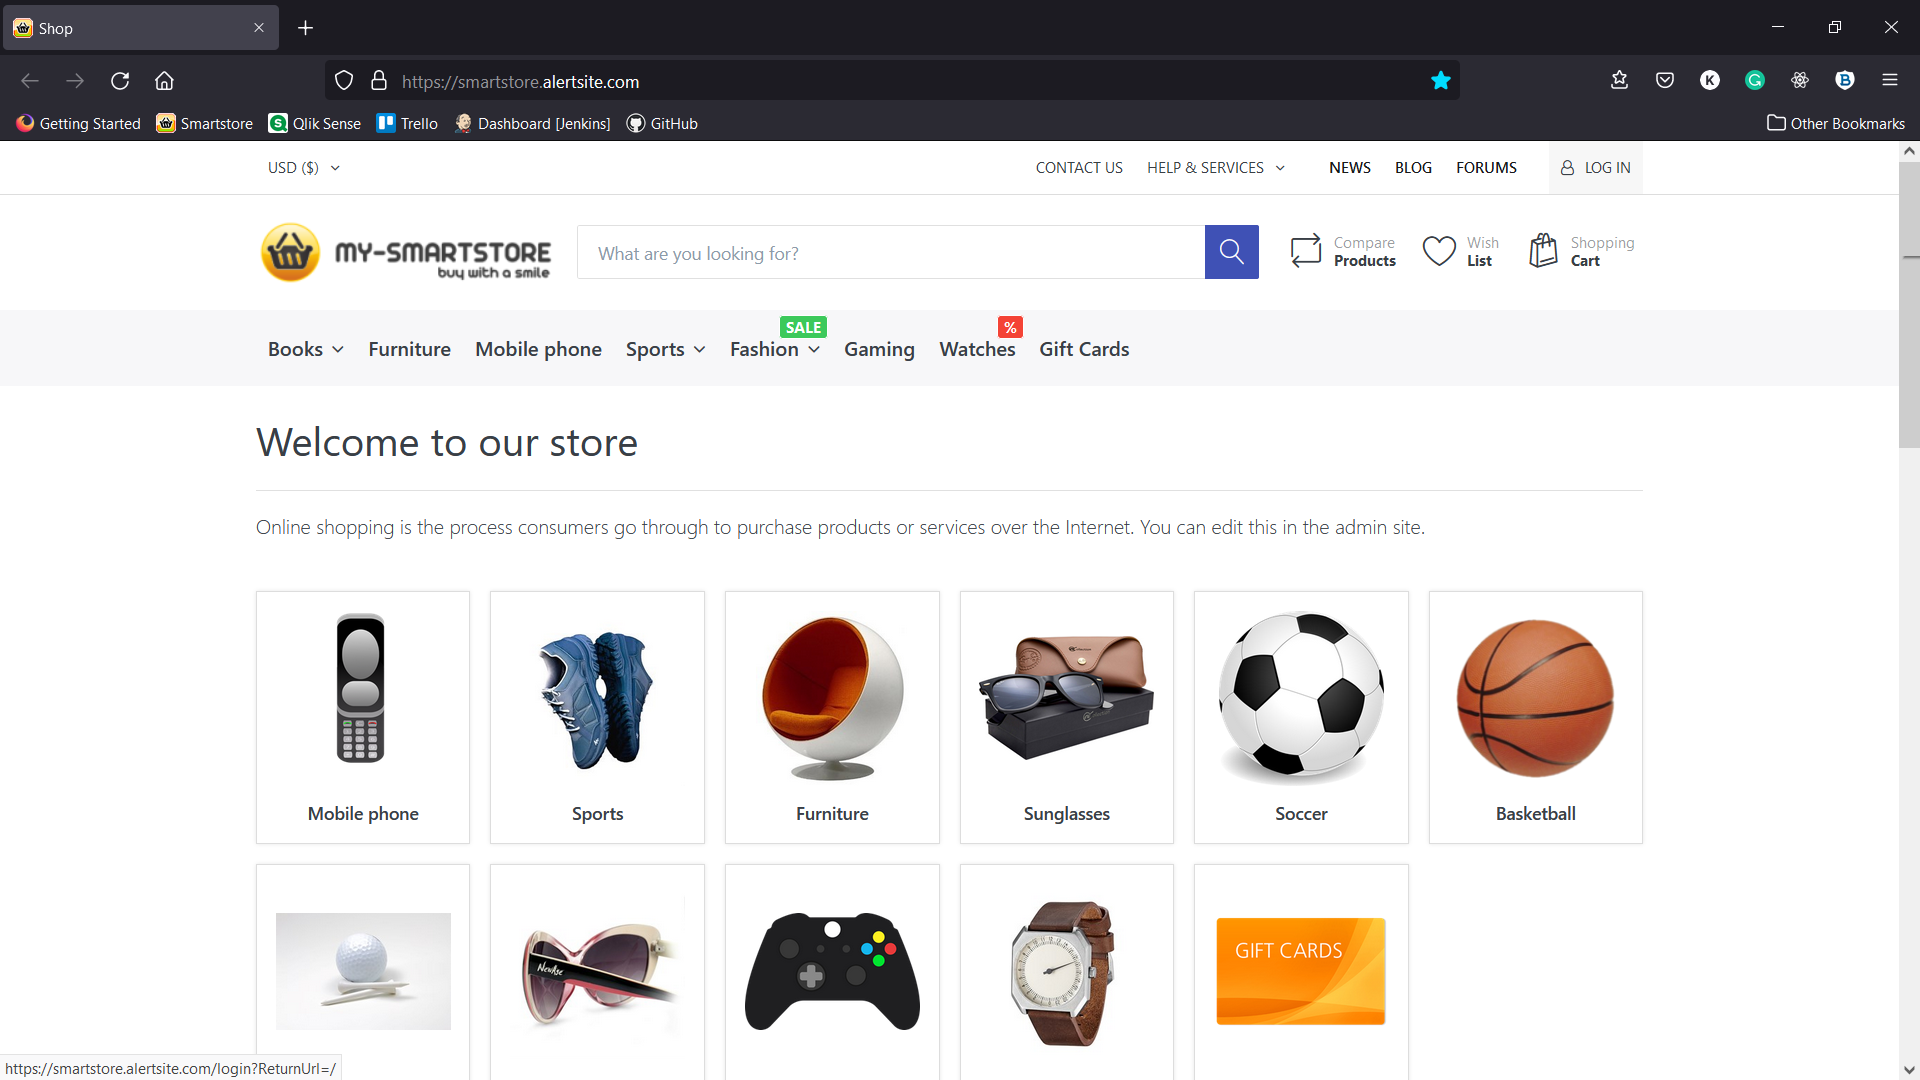 Shop
https://smartstore.alertsite.com
Getting Started
Smartstore
Qlik Sense
Trello
Dashboard [Jenkins]
GitHub
Other Bookmarks
USD ($)
CONTACT US
HELP & SERVICES
NEWS
BLOG
FORUMS
LOG IN
MY-SMARTSTORE
buy with a smile
What are you looking for?
Compare
Products
Wish
List
Shopping
Cart
SALE
%
Books
Furniture
Mobile phone
Sports
Fashion
Gaming
Watches
Gift Cards
Welcome to our store
Online shopping is the process consumers go through to purchase products or services over the Internet. You can edit this in the admin site.
Mobile phone
Sports
Furniture
Sunglasses
Soccer
Basketball
GIFT CARDS
https://smartstore.alertsite.com/login?ReturnUrl=/